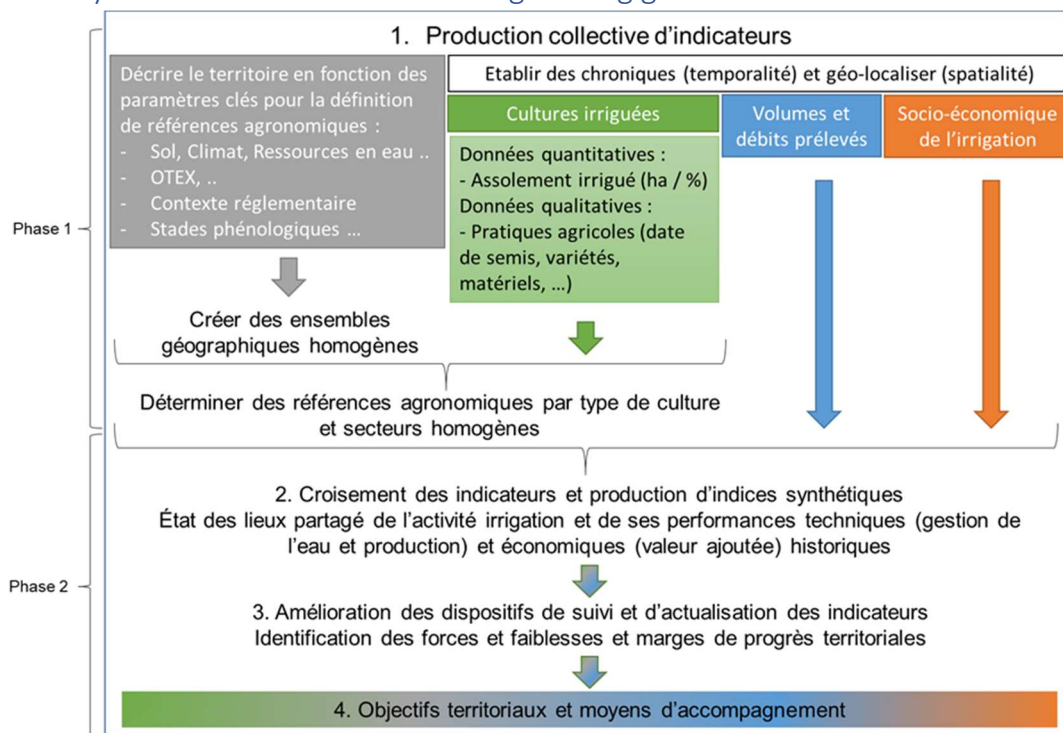 1. Production collective d'indicateurs
Décrire le territoire en fonction des
paramètres clés pour la définition
de références agronomiques :
- Sol, Climat, Ressources en eau ..
- OTEX, ..
- Contexte réglementaire
- Stades phénologiques ...
Etablir des chroniques (temporalité) et géo-localiser (spatialité)
Cultures irriguées
Données quantitatives :
- Assolement irrigué (ha / %)
Données qualitatives :
- Pratiques agricoles (date
de semis, variétés,
matériels, ...)
Volumes et
débits prélevés
Socio-économique
de l'irrigation
Phase 1
Créer des ensembles
géographiques homogènes
Déterminer des références agronomiques par type de culture
et secteurs homogènes
Phase 2
2. Croisement des indicateurs et production d'indices synthétiques
État des lieux partagé de l'activité irrigation et de ses performances techniques (gestion de
l'eau et production) et économiques (valeur ajoutée) historiques
3. Amélioration des dispositifs de suivi et d'actualisation des indicateurs
Identification des forces et faiblesses et marges de progrès territoriales
4. Objectifs territoriaux et moyens d'accompagnement